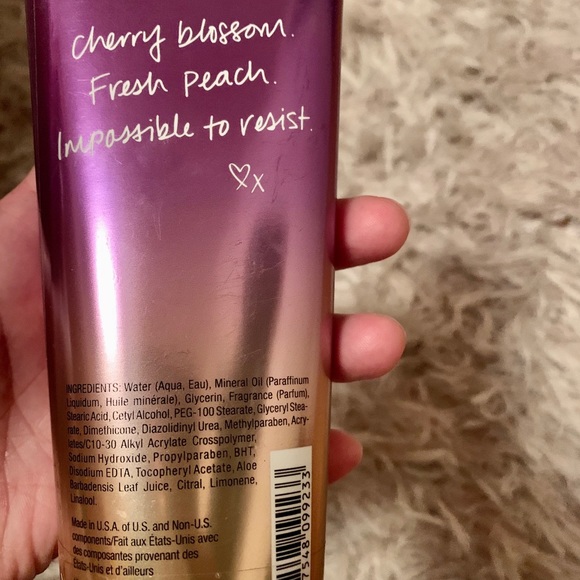 cherry blossom.
Fresh peach.
Impossible to resist.
x
INGREDIENTS: Water (Aqua, Eau), Mineral Oil (Paraffinum
Liquidum, Huile minérale), Glycerin, Fragrance (Parfum),
Stearic Acid, Cetyl Alcohol, PEG-100 Stearate, Glyceryl Stea-
rate, Dimethicone, Diazolidinyl Urea, Methylparaben, Acry-
lates/C10-30 Alkyl Acrylate Crosspolymer,
Sodium Hydroxide, Propylparaben, BHT,
Disodium EDTA, Tocopheryl Acetate, Aloe
Barbadensis Leaf Juice, Citral, Limonene,
Linalool.
Made in U.S.A. of U.S. and Non-U.S.
components/Fait aux États-Unis avec
des composantes provenant des
États-Unis et d'ailleurs
7548 099233